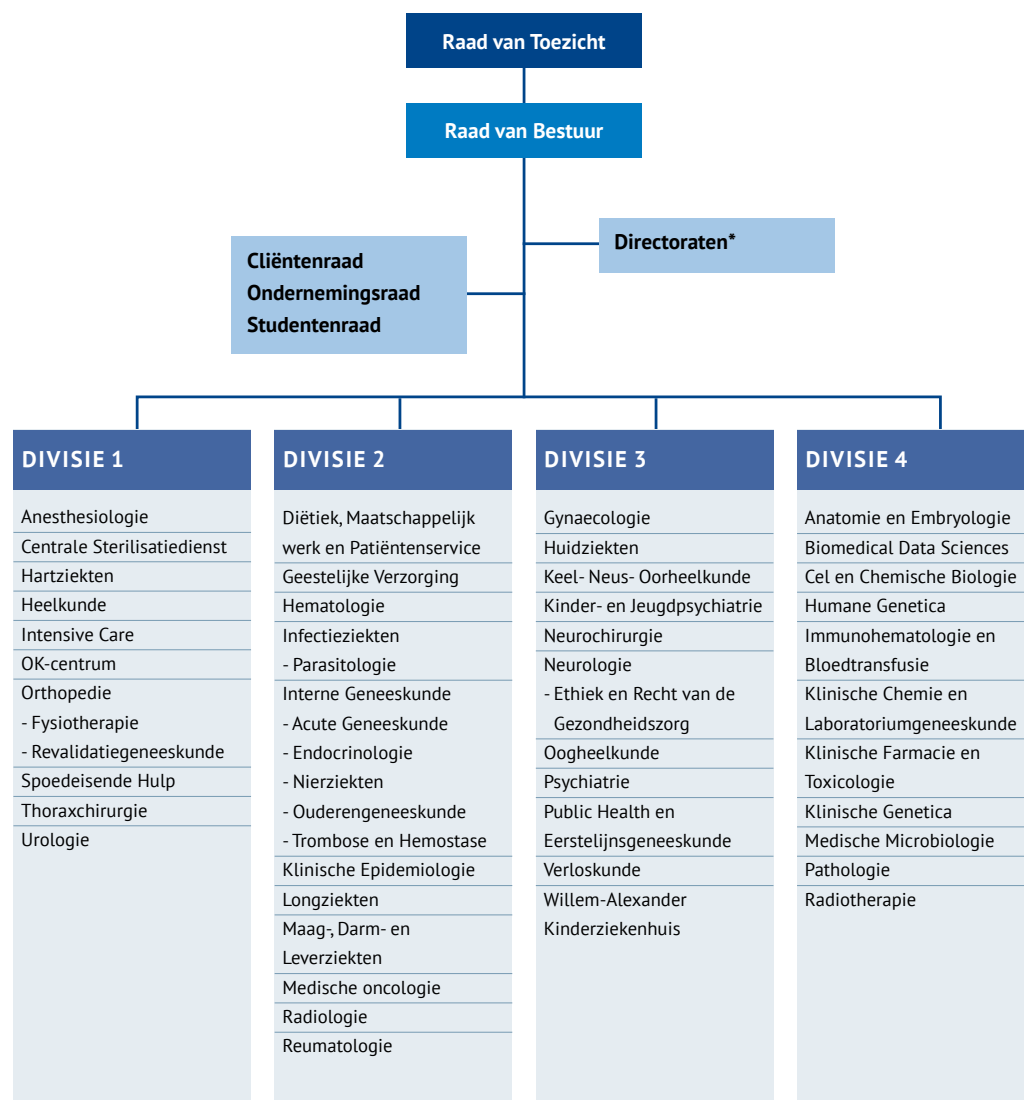 Raad van Toezicht
Raad van Bestuur
Directoraten*
Cliëntenraad
Ondernemingsraad
Studentenraad
DIVISIE 1
Anesthesiologie
Centrale Sterilisatiedienst
Hartziekten
Heelkunde
Intensive Care
OK-centrum
Orthopedie
- Fysiotherapie
- Revalidatiegeneeskunde
Spoedeisende Hulp
Thoraxchirurgie
Urologie
DIVISIE 2
Diëtiek, Maatschappelijk
werk en Patiëntenservice
Geestelijke Verzorging
Hematologie
Infectieziekten
- Parasitologie
Interne Geneeskunde
- Acute Geneeskunde
- Endocrinologie
- Nierziekten
- Ouderengeneeskunde
- Trombose en Hemostase
Klinische Epidemiologie
Longziekten
Maag-, Darm- en
Leverziekten
Medische oncologie
Radiologie
Reumatologie
DIVISIE 3
Gynaecologie
Huidziekten
Keel- Neus- Oorheelkunde
Kinder- en Jeugdpsychiatrie
Neurochirurgie
Neurologie
- Ethiek en Recht van de
Gezondheidszorg
Oogheelkunde
Psychiatrie
Public Health en
Eerstelijnsgeneeskunde
Verloskunde
Willem-Alexander
Kinderziekenhuis
DIVISIE 4
Anatomie en Embryologie
Biomedical Data Sciences
Cel en Chemische Biologie
Humane Genetica
Immunohematologie en
Bloedtransfusie
Klinische Chemie en
Laboratoriumgeneeskunde
Klinische Farmacie en
Toxicologie
Klinische Genetica
Medische Microbiologie
Pathologie
Radiotherapie